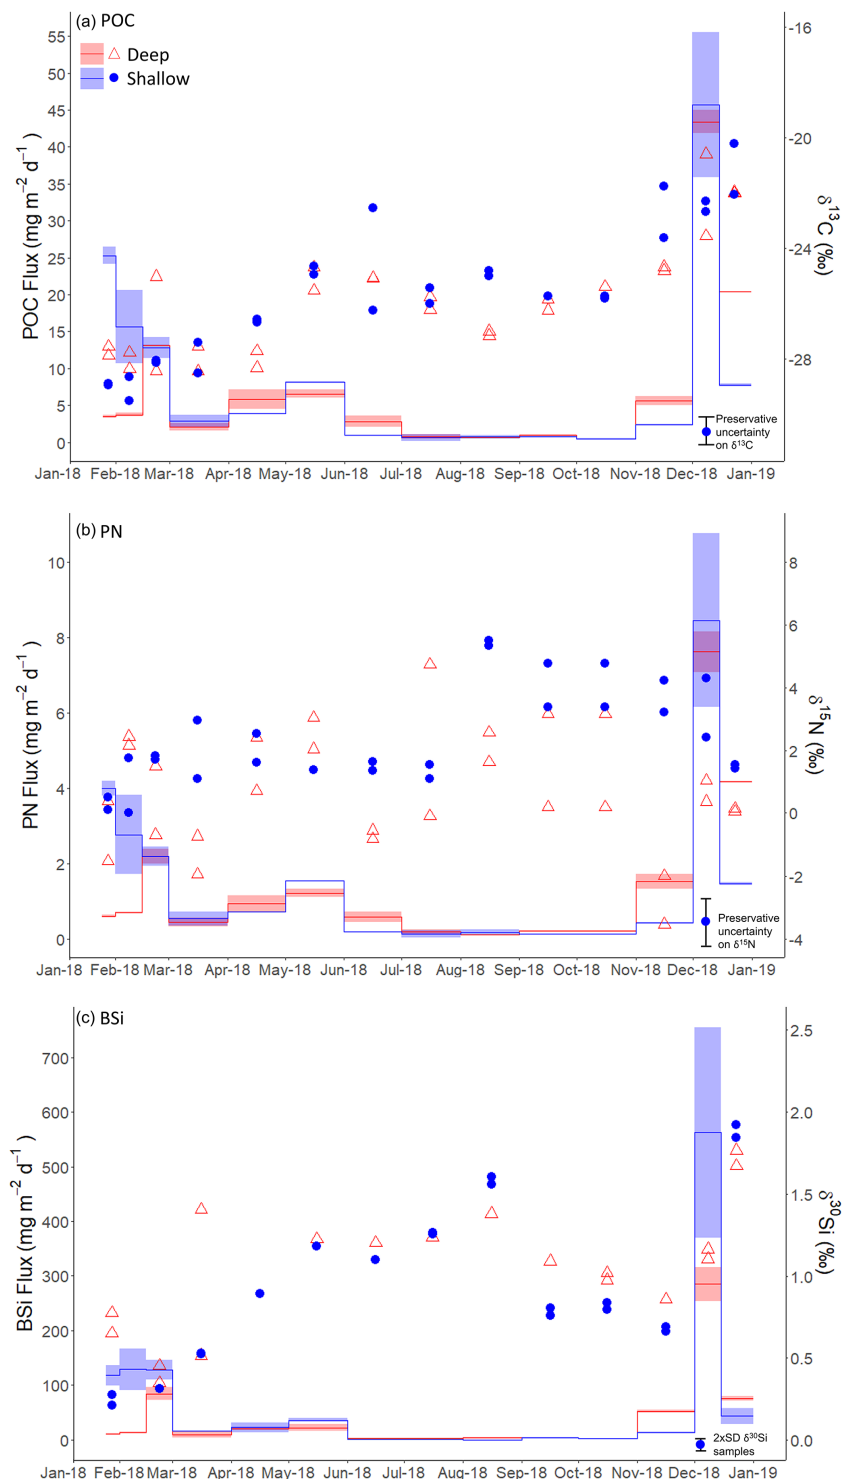 (a) POC
Deep
Shallow
55
50
45
40
35
30
25
20
15
10
5
0
POC Flux (mg m⁻² d⁻¹)
-16
-20
-24
-28
δ¹³C (‰)
Preservative
uncertainty
on δ¹³C
Jan-18 Feb-18 Mar-18 Apr-18 May-18 Jun-18 Jul-18 Aug-18 Sep-18 Oct-18 Nov-18 Dec-18 Jan-19
(b) PN
10
8
6
4
2
0
PN Flux (mg m⁻² d⁻¹)
8
6
4
2
0
-2
-4
δ¹⁵N (‰)
Preservative
uncertainty
on δ¹⁵N
Jan-18 Feb-18 Mar-18 Apr-18 May-18 Jun-18 Jul-18 Aug-18 Sep-18 Oct-18 Nov-18 Dec-18 Jan-19
(c) BSi
700
600
500
400
300
200
100
0
BSi Flux (mg m⁻² d⁻¹)
2.5
2.0
1.5
1.0
0.5
0.0
δ³⁰Si (‰)
2xSD δ³⁰Si
samples
Jan-18 Feb-18 Mar-18 Apr-18 May-18 Jun-18 Jul-18 Aug-18 Sep-18 Oct-18 Nov-18 Dec-18 Jan-19